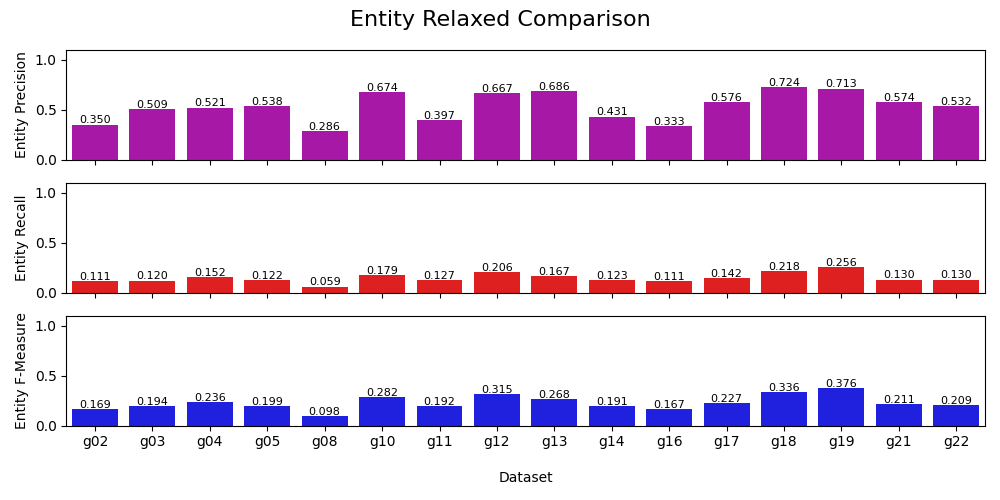 Entity Relaxed Comparison
Entity Precision
1.0
0.5
0.0
0.350 0.509 0.521 0.538 0.286 0.674 0.397 0.667 0.686 0.431 0.333 0.576 0.724 0.713 0.574 0.532
Entity Recall
1.0
0.5
0.0
0.111 0.120 0.152 0.122 0.059 0.179 0.127 0.206 0.167 0.123 0.111 0.142 0.218 0.256 0.130 0.130
Entity F-Measure
1.0
0.5
0.0
0.169 0.194 0.236 0.199 0.098 0.282 0.192 0.315 0.268 0.191 0.167 0.227 0.336 0.376 0.211 0.209
g02 g03 g04 g05 g08 g10 g11 g12 g13 g14 g16 g17 g18 g19 g21 g22
Dataset